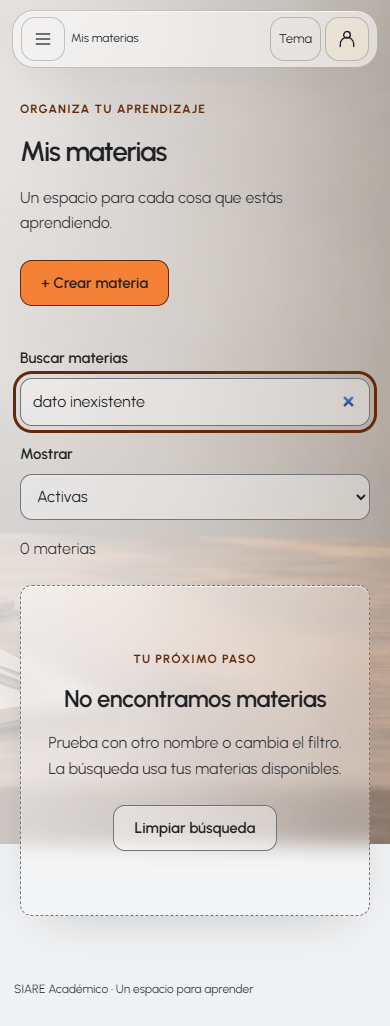 Mis materias
Tema
ORGANIZA TU APRENDIZAJE
Mis materias
Un espacio para cada cosa que estás
aprendiendo.
+ Crear materia
Buscar materias
dato inexistente
Mostrar
Activas
0 materias
TU PRÓXIMO PASO
No encontramos materias
Prueba con otro nombre o cambia el filtro.
La búsqueda usa tus materias disponibles.
Limpiar búsqueda
SIARE Académico · Un espacio para aprender